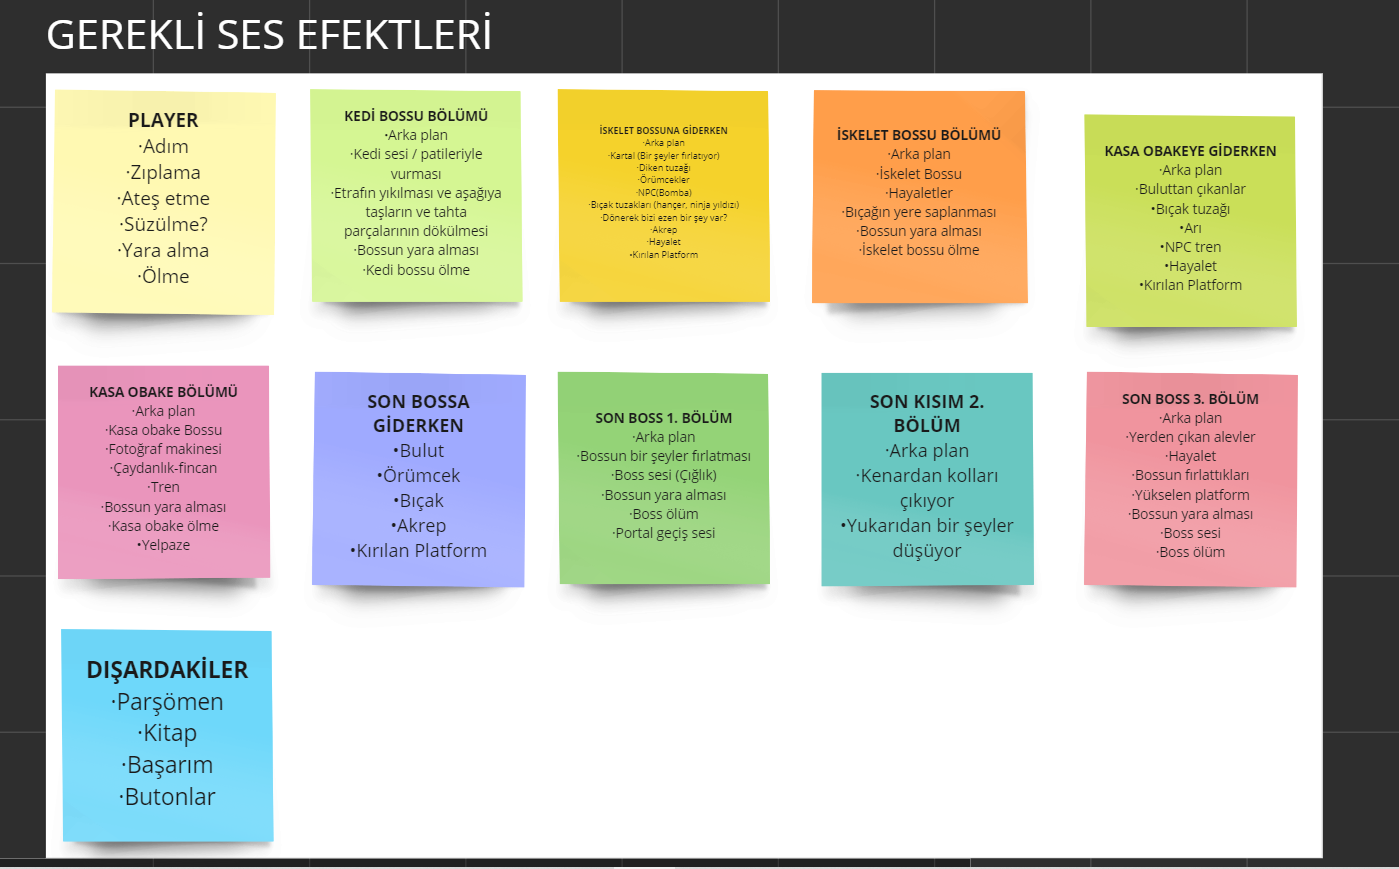 GEREKLİ SES EFEKTLERİ
PLAYER
·Adım
·Zıplama
·Ateş etme
·Süzülme?
·Yara alma
·Ölme
KEDİ BOSSU BÖLÜMÜ
·Arka plan
·Kedi sesi / patileriyle
vurması
·Etrafın yıkılması ve aşağıya
taşların ve tahta
parçalarının dökülmesi
·Bossun yara alması
·Kedi bossu ölme
İSKELET BOSSUNA GİDERKEN
·Arka plan
·Kartal (Bir şeyler fırlatıyor)
·Diken tuzağı
·Örümcekler
·NPC(Bomba)
·Bıçak tuzakları (hançer, ninja yıldızı)
·Dönerek bizi ezen bir şey var?
·Akrep
·Hayalet
•Kırılan Platform
İSKELET BOSSU BÖLÜMÜ
·Arka plan
·İskelet Bossu
·Hayaletler
·Bıçağın yere saplanması
·Bossun yara alması
·İskelet bossu ölme
KASA OBAKEYE GİDERKEN
·Arka plan
·Buluttan çıkanlar
•Bıçak tuzağı
•Arı
•NPC tren
•Hayalet
•Kırılan Platform
KASA OBAKE BÖLÜMÜ
·Arka plan
·Kasa obake Bossu
·Fotoğraf makinesi
·Çaydanlık-fincan
·Tren
·Bossun yara alması
·Kasa obake ölme
•Yelpaze
SON BOSSA
GİDERKEN
•Bulut
•Örümcek
•Bıçak
•Akrep
•Kırılan Platform
SON BOSS 1. BÖLÜM
·Arka plan
·Bossun bir şeyler fırlatması
·Boss sesi (Çığlık)
·Bossun yara alması
·Boss ölüm
·Portal geçiş sesi
SON KISIM 2.
BÖLÜM
·Arka plan
·Kenardan kolları
çıkıyor
•Yukarıdan bir şeyler
düşüyor
SON BOSS 3. BÖLÜM
·Arka plan
·Yerden çıkan alevler
·Hayalet
·Bossun fırlattıkları
·Yükselen platform
·Bossun yara alması
·Boss sesi
·Boss ölüm
DIŞARDAKİLER
·Parşömen
·Kitap
·Başarım
·Butonlar